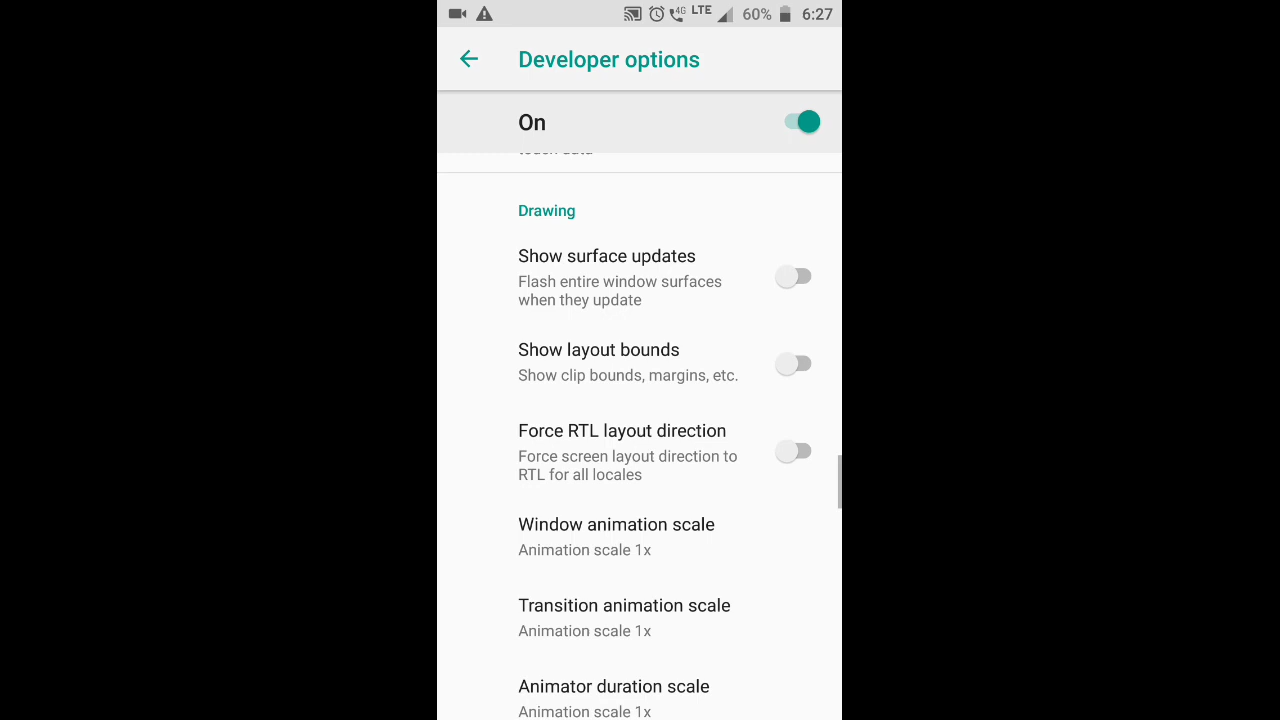 4G LTE 60% 6:27
Developer options
On
Drawing
Show surface updates
Flash entire window surfaces
when they update
Show layout bounds
Show clip bounds, margins, etc.
Force RTL layout direction
Force screen layout direction to
RTL for all locales
Window animation scale
Animation scale 1x
Transition animation scale
Animation scale 1x
Animator duration scale
Animation scale 1x